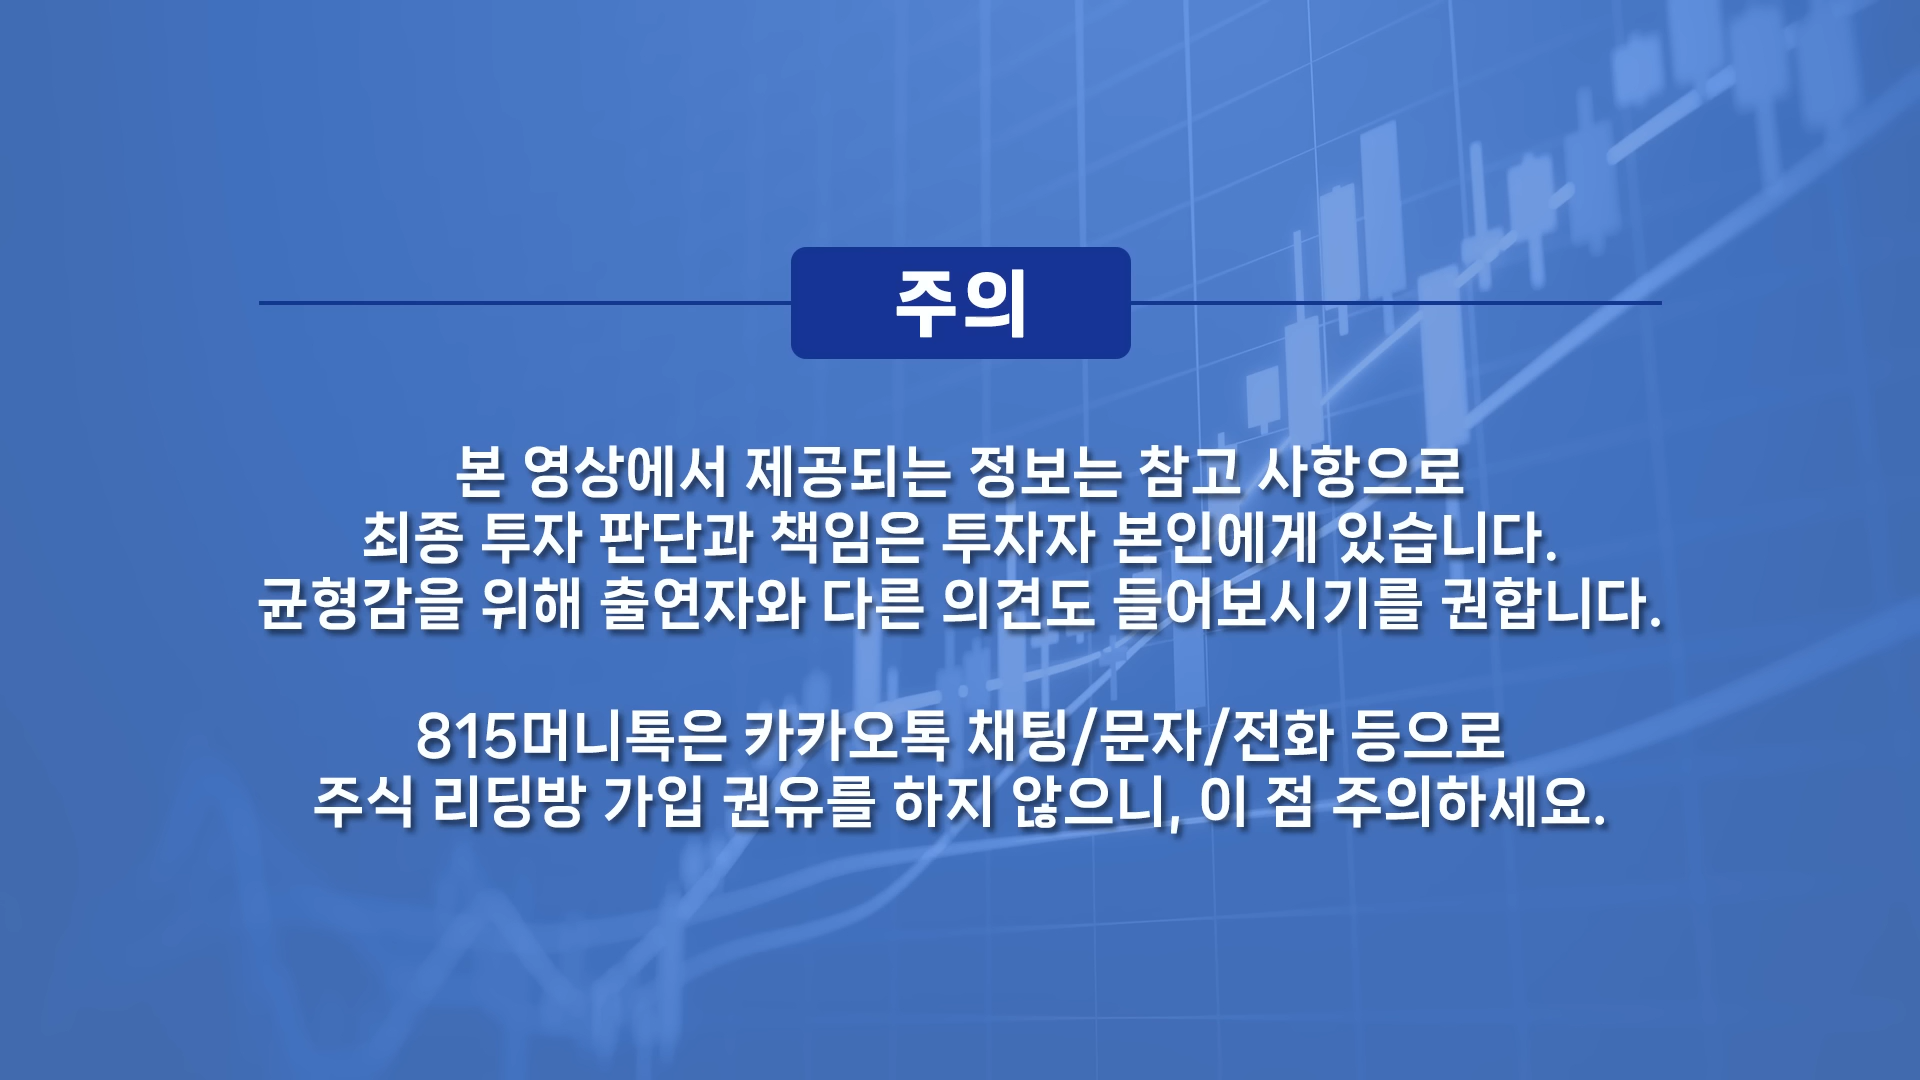 주의
본 영상에서 제공되는 정보는 참고 사항으로
최종 투자 판단과 책임은 투자자 본인에게 있습니다.
균형감을 위해 출연자와 다른 의견도 들어보시기를 권합니다.
815머니톡은 카카오톡 채팅/문자/전화 등으로
주식 리딩방 가입 권유를 하지 않으니, 이 점 주의하세요.